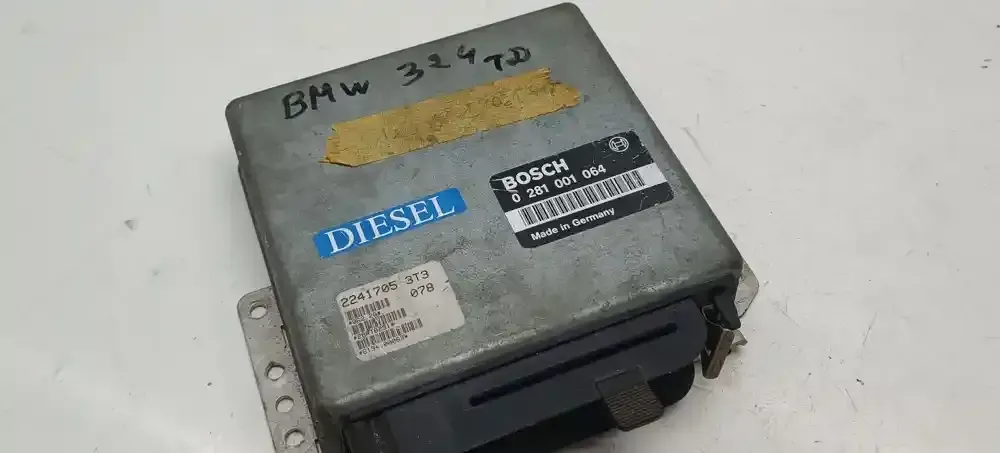 BMW 324 TD
BOSCH
0 281 001 064
Made in Germany
DIESEL
2241705 3T3
078